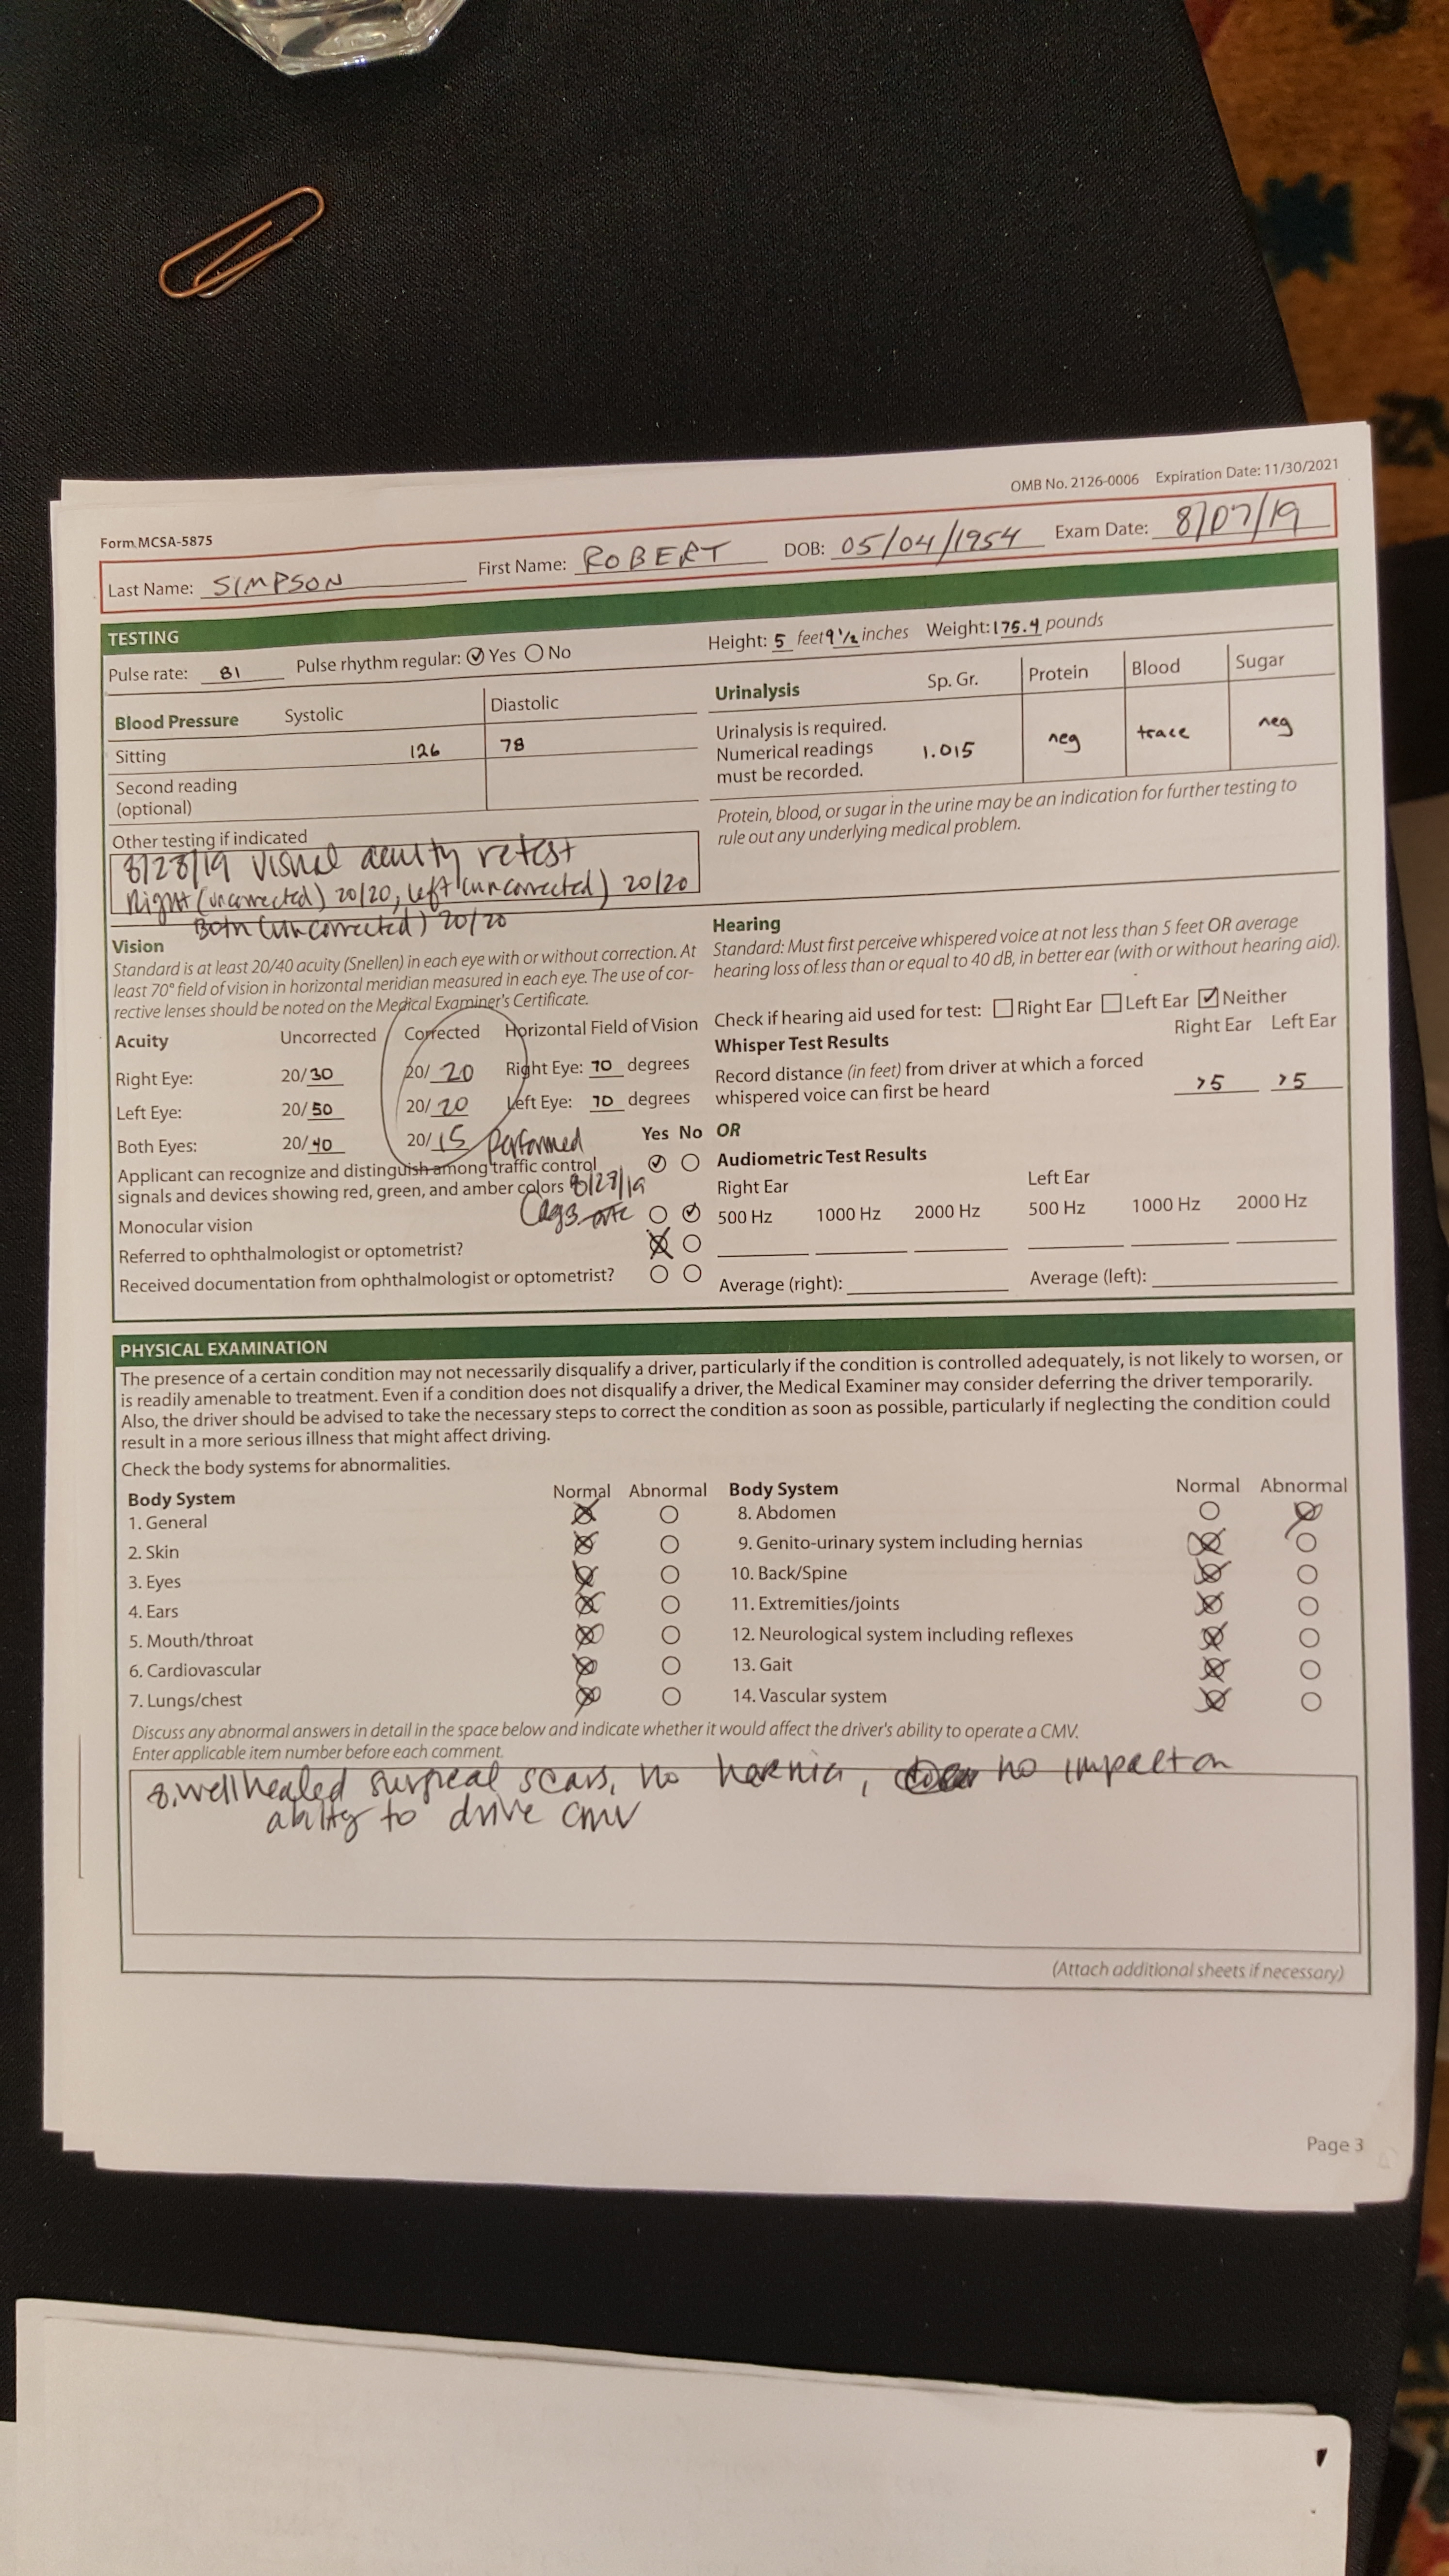 OMB No. 2126-0006 Expiration Date: 11/30/2021
Form MCSA-5875
Last Name: SIMPSON First Name: ROBERT DOB: 05/04/1954 Exam Date: 8/07/19
TESTING
Pulse rate: 81 Pulse rhythm regular: Yes No
Height: 5 feet 9 1/2 inches Weight: 175.4 pounds
Blood Pressure Systolic Diastolic
Sitting 126 78
Second reading
(optional)
Urinalysis Sp. Gr. Protein Blood Sugar
Urinalysis is required.
Numerical readings
must be recorded.
1.015 neg trace neg
Protein, blood, or sugar in the urine may be an indication for further testing to
rule out any underlying medical problem.
Other testing if indicated
8/28/19 visual acuity retest
Right (uncorrected) 20/20, Left (uncorrected) 20/20
Both (uncorrected) 20/20
Vision
Standard is at least 20/40 acuity (Snellen) in each eye with or without correction. At
least 70° field of vision in horizontal meridian measured in each eye. The use of cor-
rective lenses should be noted on the Medical Examiner's Certificate.
Acuity Uncorrected Corrected Horizontal Field of Vision
Right Eye: 20/30 20/20 Right Eye: 70 degrees
Left Eye: 20/50 20/20 Left Eye: 70 degrees
Both Eyes: 20/40 20/15 performed
Yes No
Applicant can recognize and distinguish among traffic control
signals and devices showing red, green, and amber colors 8/27/19
Monocular vision
Referred to ophthalmologist or optometrist?
Received documentation from ophthalmologist or optometrist?
Hearing
Standard: Must first perceive whispered voice at not less than 5 feet OR average
hearing loss of less than or equal to 40 dB, in better ear (with or without hearing aid).
Check if hearing aid used for test: Right Ear Left Ear Neither
Whisper Test Results Right Ear Left Ear
Record distance (in feet) from driver at which a forced
whispered voice can first be heard >5 >5
OR
Audiometric Test Results
Right Ear Left Ear
500 Hz 1000 Hz 2000 Hz 500 Hz 1000 Hz 2000 Hz
Average (right): Average (left):
PHYSICAL EXAMINATION
The presence of a certain condition may not necessarily disqualify a driver, particularly if the condition is controlled adequately, is not likely to worsen, or
is readily amenable to treatment. Even if a condition does not disqualify a driver, the Medical Examiner may consider deferring the driver temporarily.
Also, the driver should be advised to take the necessary steps to correct the condition as soon as possible, particularly if neglecting the condition could
result in a more serious illness that might affect driving.
Check the body systems for abnormalities.
Body System Normal Abnormal Body System Normal Abnormal
1. General 8. Abdomen
2. Skin 9. Genito-urinary system including hernias
3. Eyes 10. Back/Spine
4. Ears 11. Extremities/joints
5. Mouth/throat 12. Neurological system including reflexes
6. Cardiovascular 13. Gait
7. Lungs/chest 14. Vascular system
Discuss any abnormal answers in detail in the space below and indicate whether it would affect the driver's ability to operate a CMV.
Enter applicable item number before each comment.
8. well healed surgical scars, no hernia, no impact on
ability to drive CMV
(Attach additional sheets if necessary)
Page 3